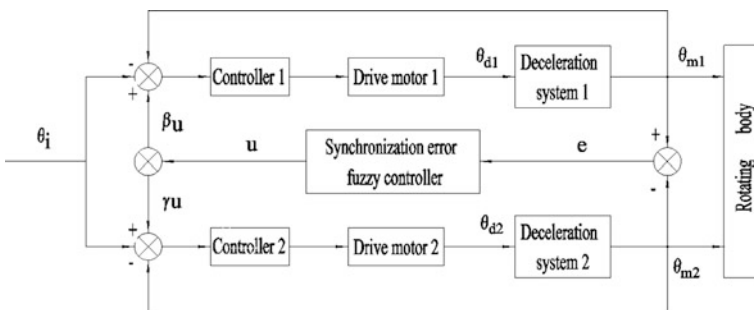 -
+
Controller 1
Drive motor 1
θd1
Deceleration
system 1
θm1
θi
βu
u
Synchronization error
fuzzy controller
e
+
-
Rotating body
γu
+
-
Controller 2
Drive motor 2
θd2
Deceleration
system 2
θm2